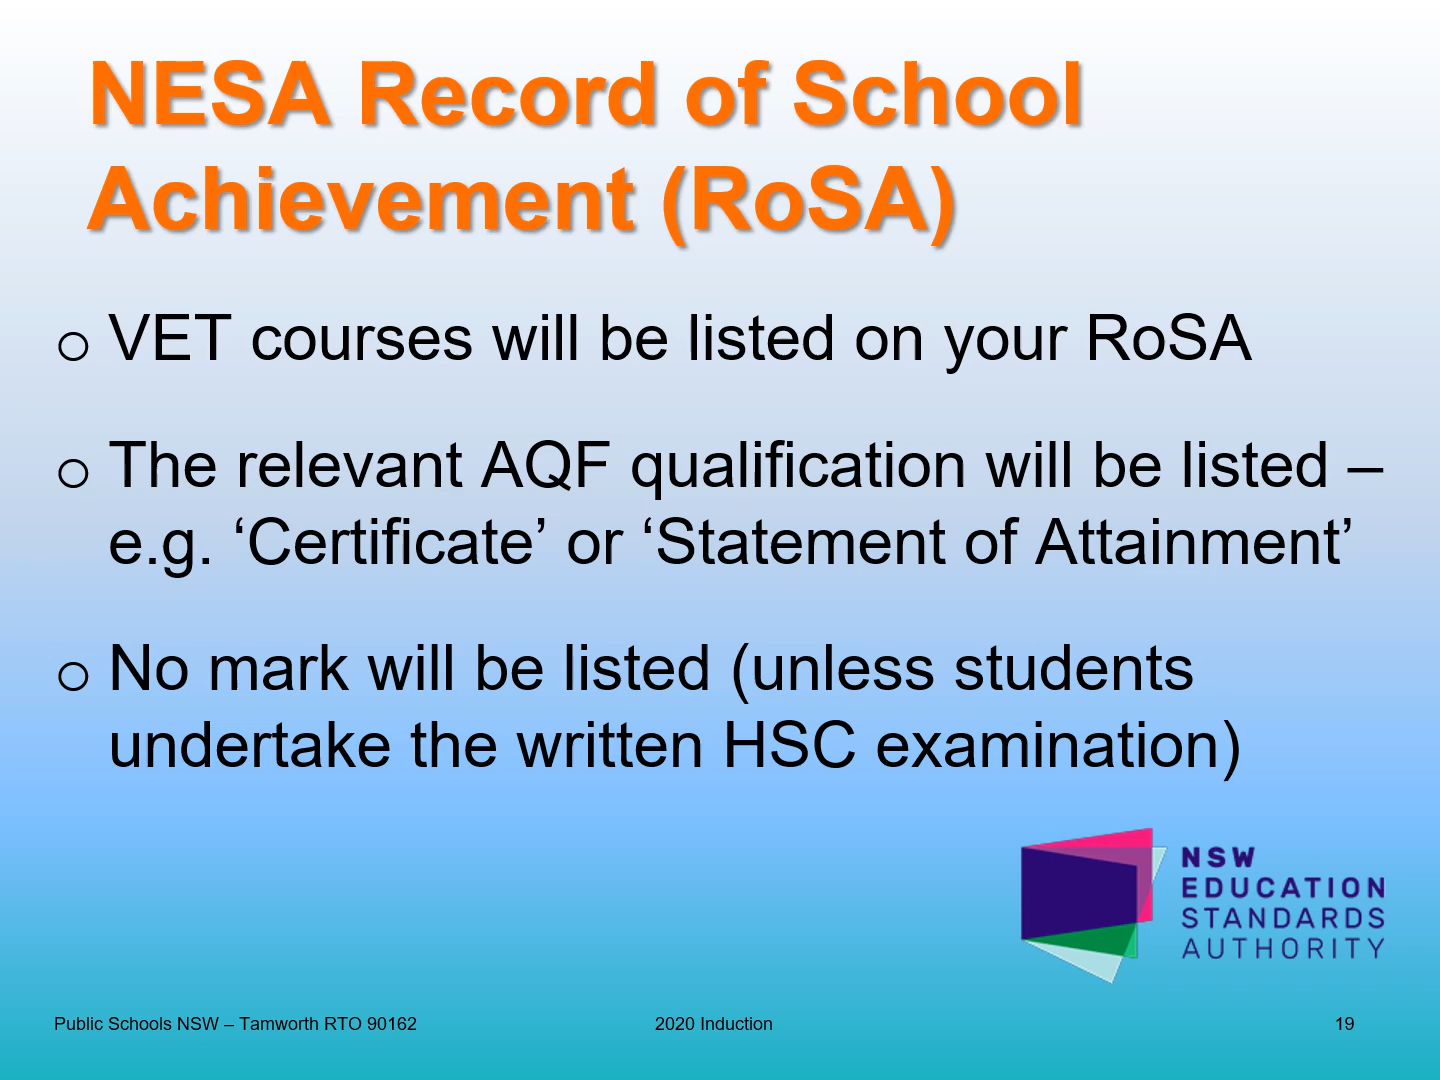 NESA Record of School
Achievement (RoSA)
o VET courses will be listed on your RoSA
o The relevant AQF qualification will be listed –
e.g. ‘Certificate’ or ‘Statement of Attainment’
o No mark will be listed (unless students
undertake the written HSC examination)
NSW
EDUCATION
STANDARDS
AUTHORITY
Public Schools NSW – Tamworth RTO 90162
2020 Induction
19